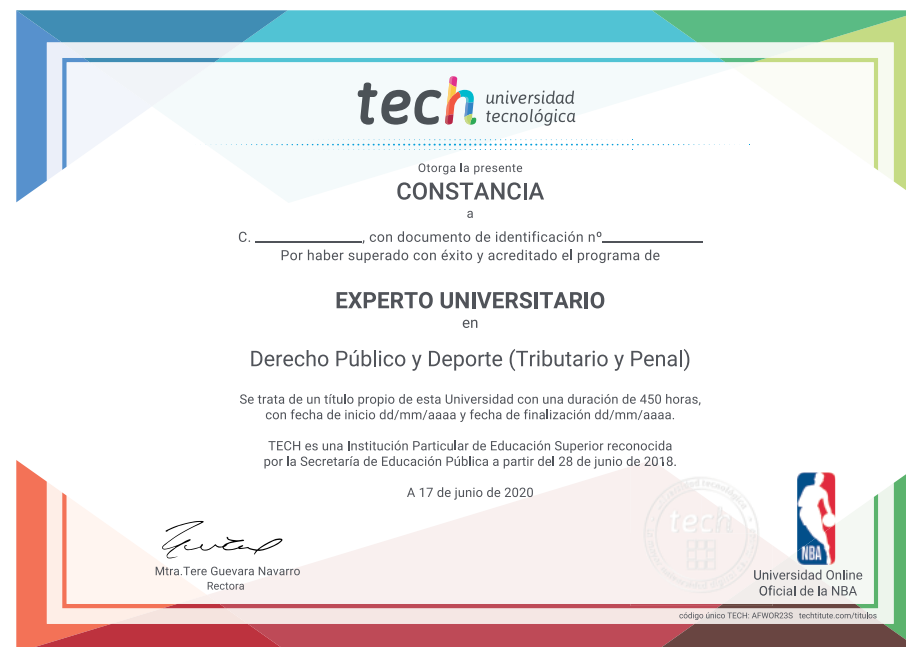 tech universidad
tecnológica
Otorga la presente
CONSTANCIA
a
C. ______________, con documento de identificación nº_____________
Por haber superado con éxito y acreditado el programa de
EXPERTO UNIVERSITARIO
en
Derecho Público y Deporte (Tributario y Penal)
Se trata de un título propio de esta Universidad con una duración de 450 horas,
con fecha de inicio dd/mm/aaaa y fecha de finalización dd/mm/aaaa.
TECH es una Institución Particular de Educación Superior reconocida
por la Secretaría de Educación Pública a partir del 28 de junio de 2018.
A 17 de junio de 2020
tech
Mtra.Tere Guevara Navarro
Rectora
NBA
Universidad Online
Oficial de la NBA
código único TECH: AFWOR23S techtitute.com/titulos